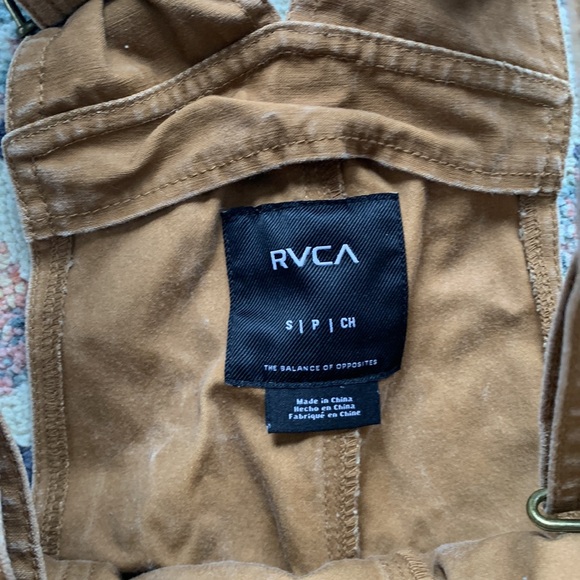 RVCA
S | P | CH
THE BALANCE OF OPPOSITES
Made in China
Hecho en China
Fabriqué en Chine